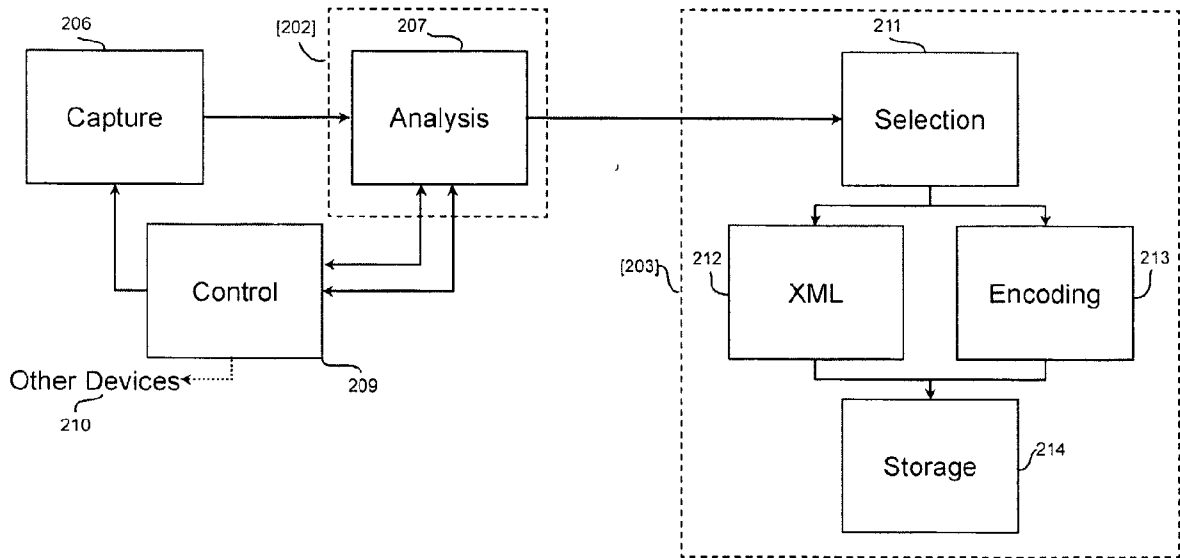 206
[202]
207
211
Capture
Analysis
Selection
Control
212
[203]
213
XML
Encoding
Other Devices
209
210
Storage
214